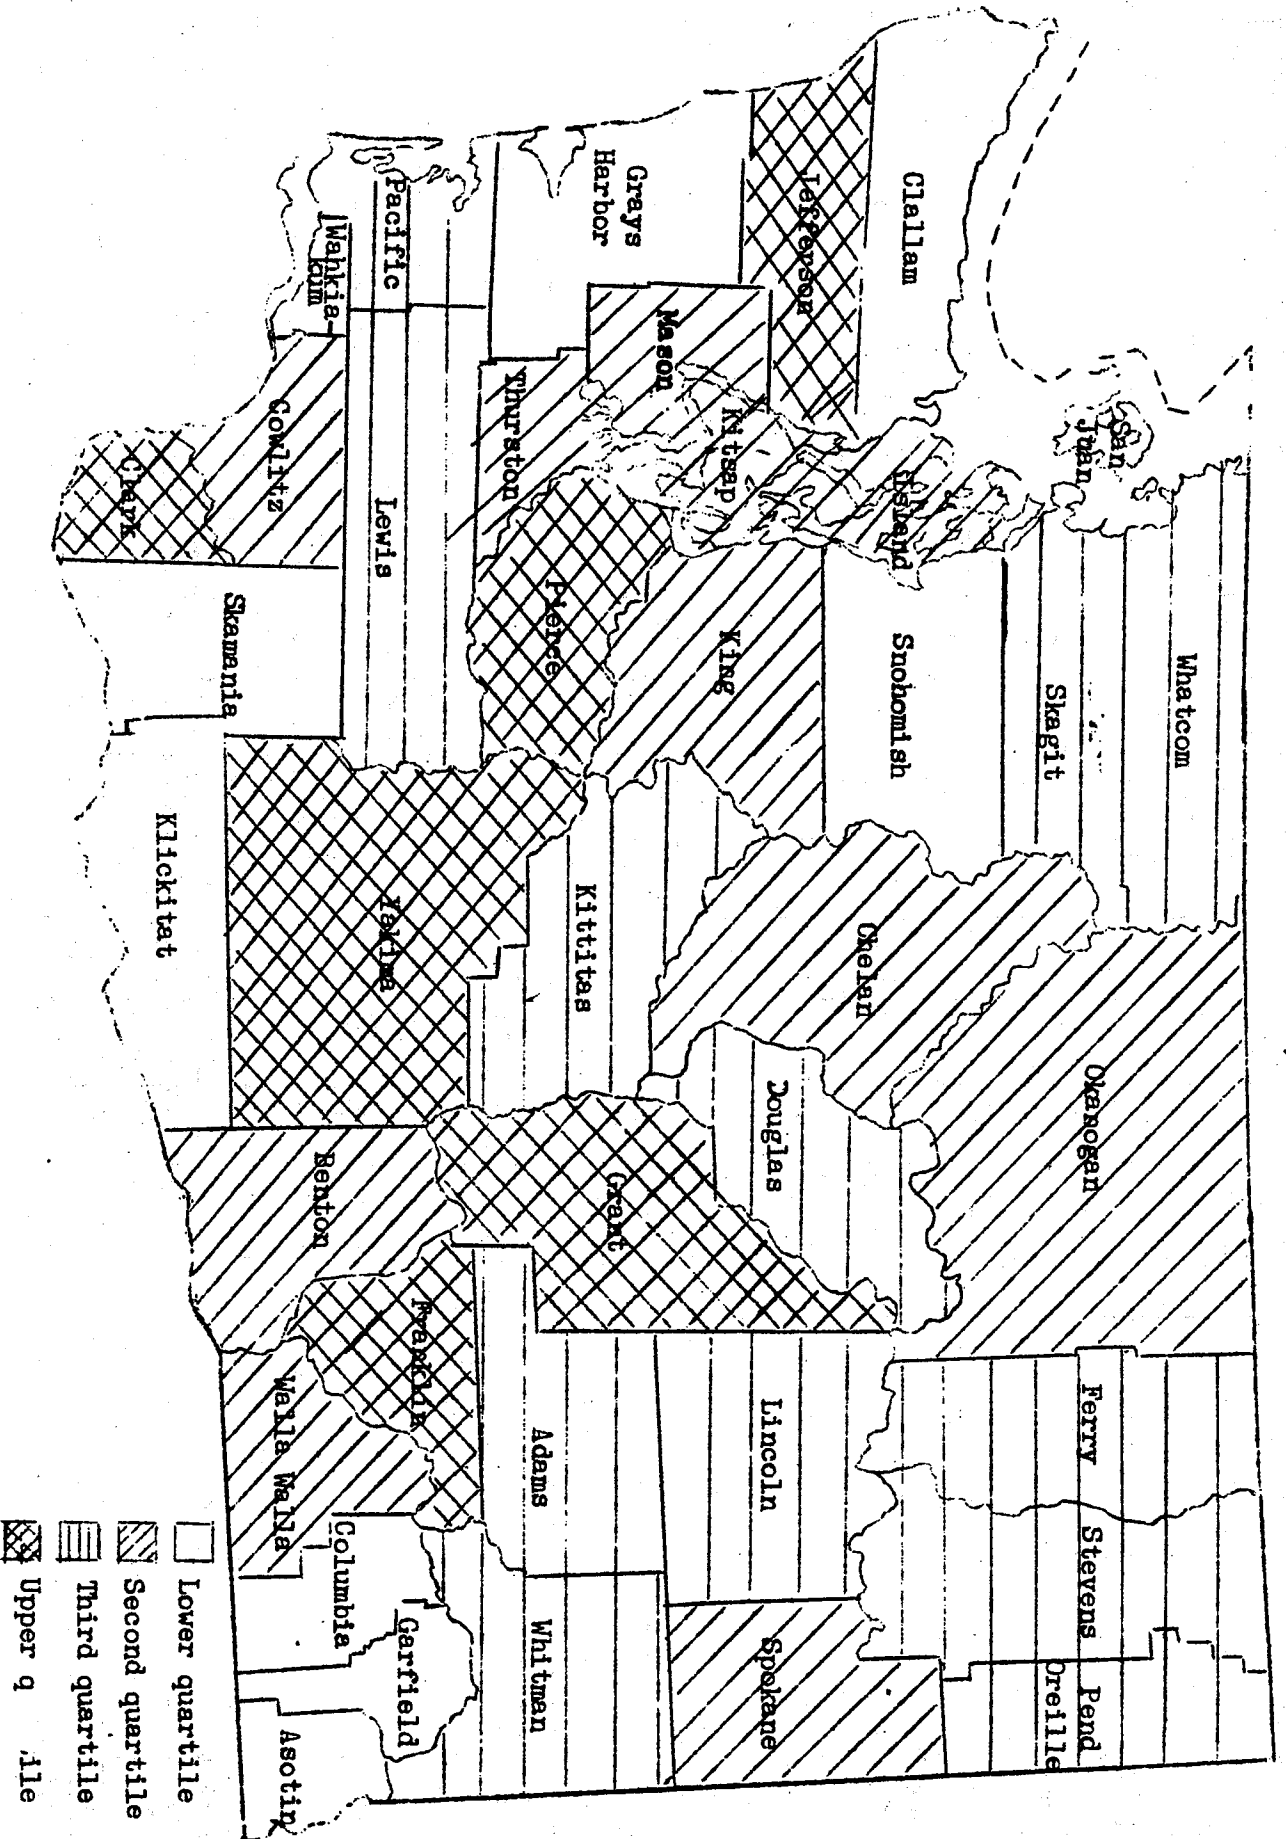 Whatcom
San
Juan
Skagit
Okanogan
Ferry
Stevens
Pend
Oreille
Clallam
Island
Snohomish
Chelan
Jefferson
Kitsap
King
Douglas
Lincoln
Spokane
Grays
Harbor
Mason
Kittitas
Grant
Thurston
Pierce
Adams
Whitman
Pacific
Lewis
Yakima
Franklin
Garfield
Wahkia-
kum
Cowlitz
Benton
Walla Walla
Columbia
Asotin
Skamania
Klickitat
Clark
Lower quartile
Second quartile
Third quartile
Upper q ile